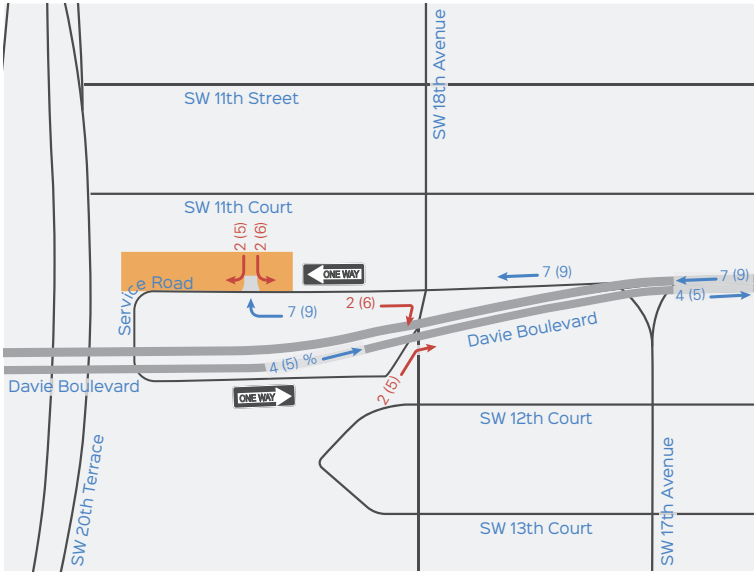 SW 18th Avenue
SW 11th Street
SW 11th Court
2 (5)
2 (6)
ONE WAY
7 (9)
7 (9)
Service Road
4 (5)
2 (6)
7 (9)
Davie Boulevard
4 (5) %
Davie Boulevard
2 (5)
ONE WAY
SW 12th Court
SW 20th Terrace
SW 17th Avenue
SW 13th Court